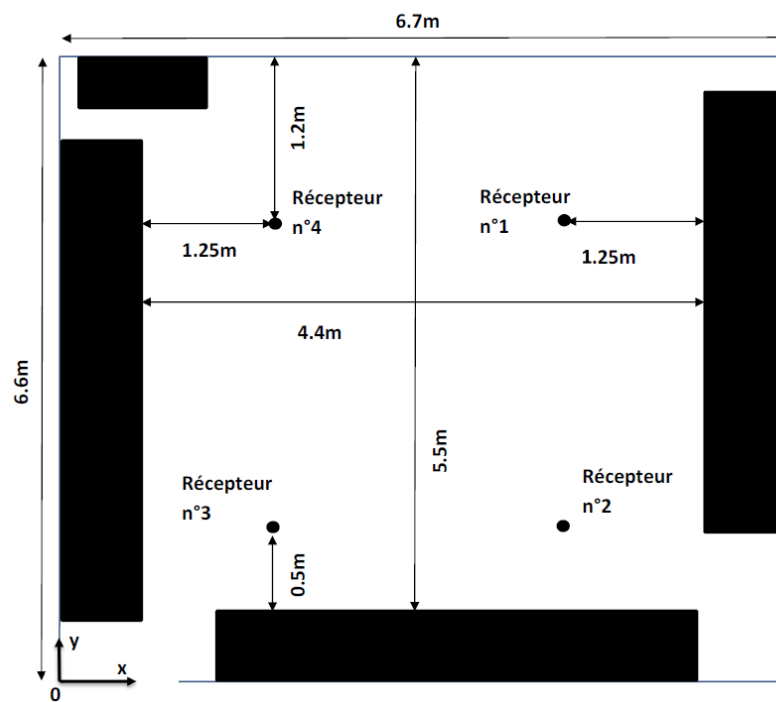 6.7m
1.2m
Récepteur
n°4
Récepteur
n°1
1.25m
1.25m
4.4m
6.6m
5.5m
Récepteur
n°3
Récepteur
n°2
0.5m
y
x
0